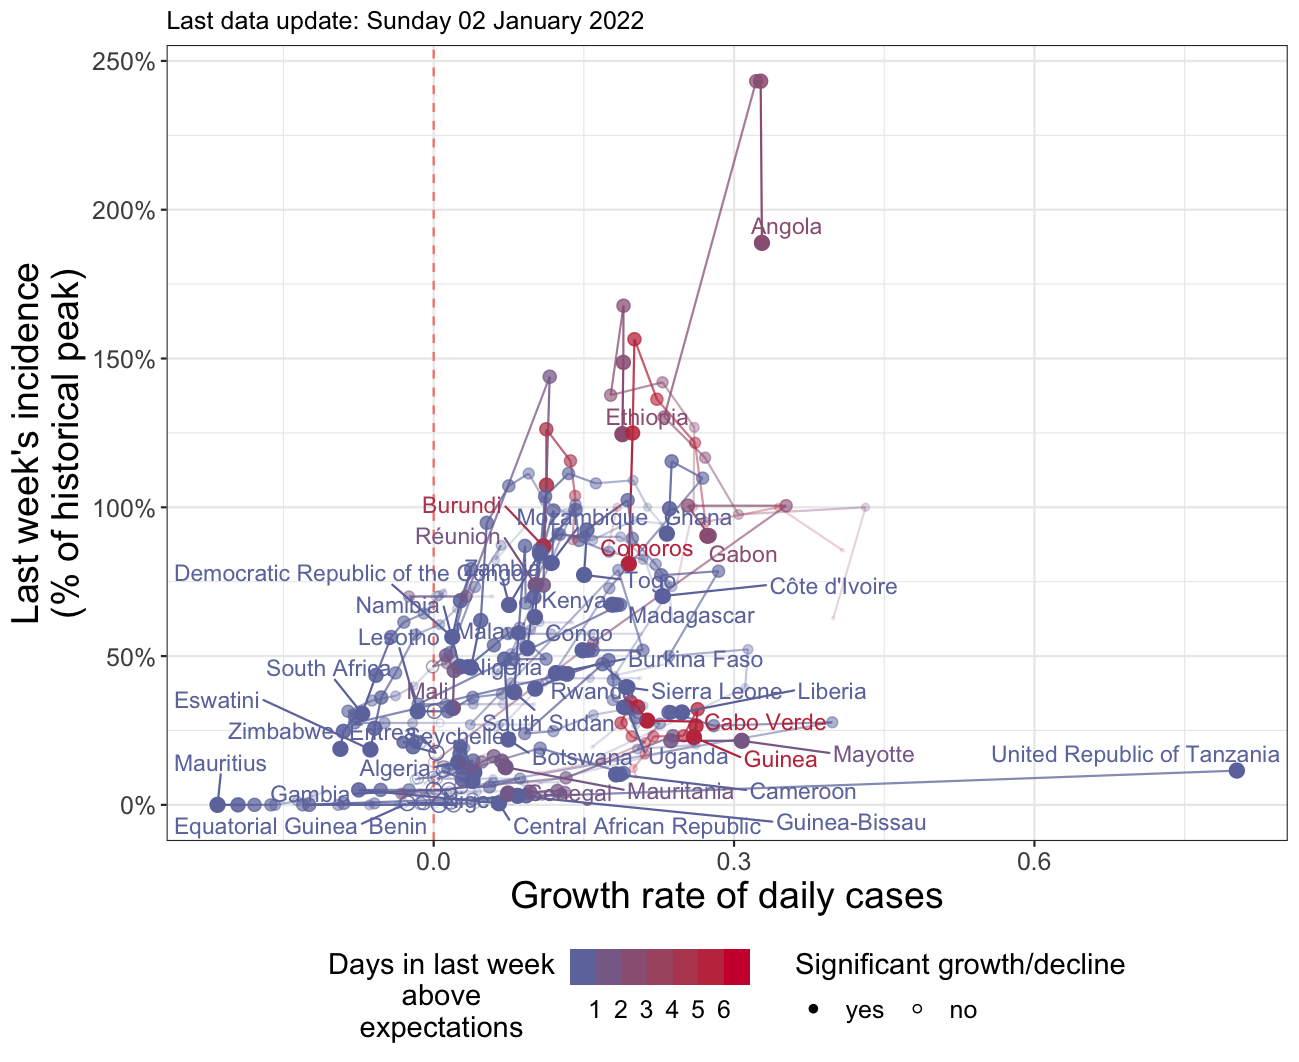 Last data update: Sunday 02 January 2022
Last week's incidence
(% of historical peak)
250%
200%
150%
100%
50%
0%
Angola
Ethiopia
Burundi
Mozambique
Ghana
Réunion
Comoros
Gabon
Democratic Republic of the Congo
Zambia
Togo
Côte d'Ivoire
Namibia
Kenya
Madagascar
Lesotho
Malawi
Congo
South Africa
Nigeria
Burkina Faso
Eswatini
Mali
Rwanda
Sierra Leone
Liberia
Zimbabwe
Eritrea
Seychelles
South Sudan
Cabo Verde
Mauritius
Algeria
Botswana
Uganda
Guinea
Mayotte
United Republic of Tanzania
Gambia
Niger
Senegal
Mauritania
Cameroon
Equatorial Guinea
Benin
Central African Republic
Guinea-Bissau
0.0
0.3
0.6
Growth rate of daily cases
Days in last week
above
expectations
1 2 3 4 5 6
Significant growth/decline
yes
no